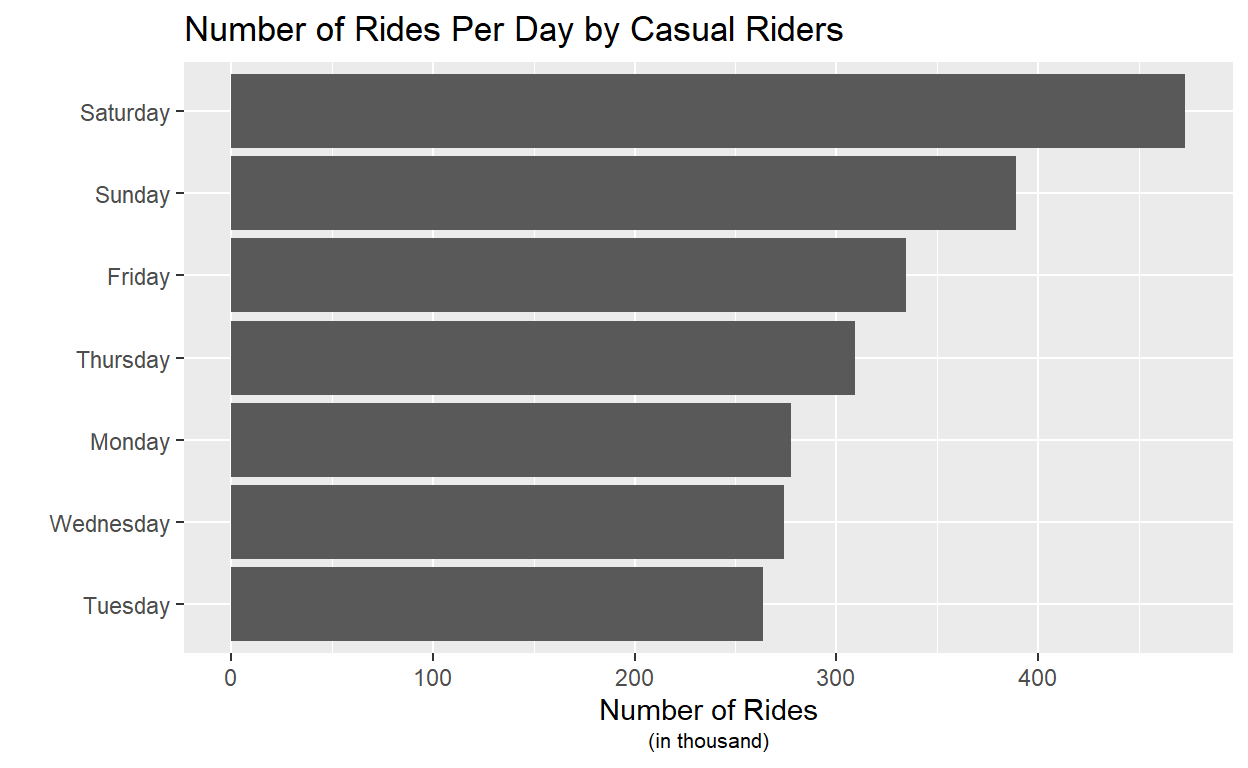 Number of Rides Per Day by Casual Riders
Saturday
Sunday
Friday
Thursday
Monday
Wednesday
Tuesday
0 100 200 300 400
Number of Rides
(in thousand)